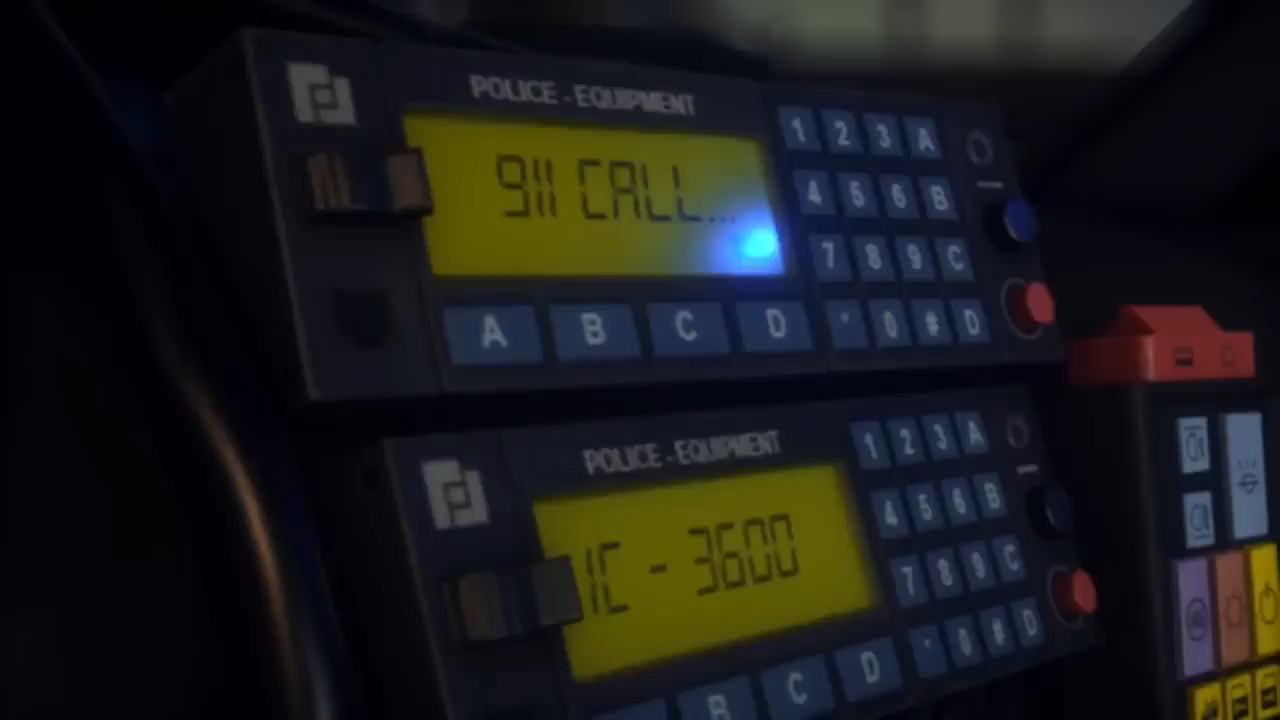 POLICE - EQUIPMENT
911 CALL...
1 2 3 A
4 5 6 B
7 8 9 C
* 0 # D
A B C D
POLICE - EQUIPMENT
IC - 3600
1 2 3 A
4 5 6 B
7 8 9 C
* 0 # D
B C D